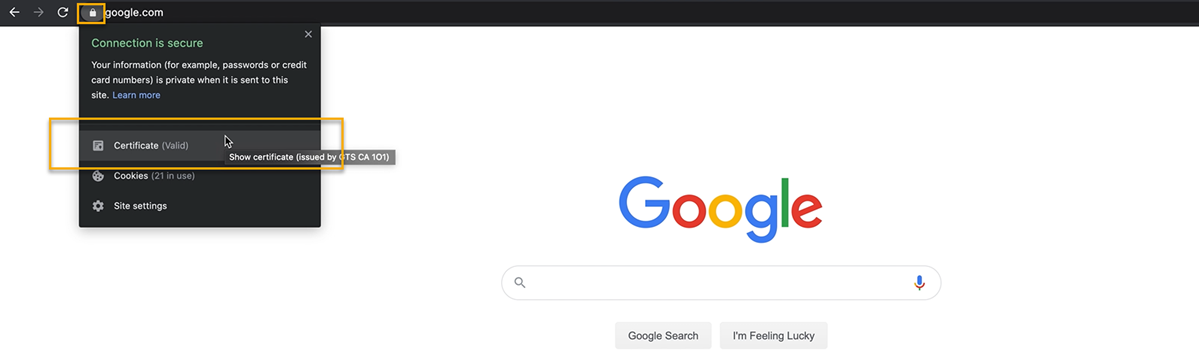 google.com
Connection is secure
Your information (for example, passwords or credit
card numbers) is private when it is sent to this
site. Learn more
Certificate (Valid)
Show certificate (issued by GTS CA 1O1)
Cookies (21 in use)
Site settings
Google
Google Search
I'm Feeling Lucky